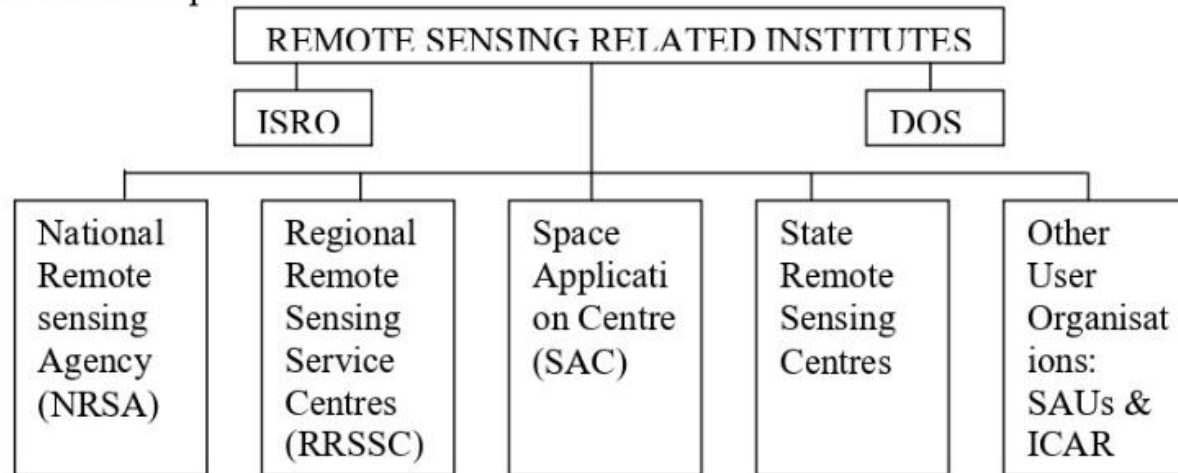 REMOTE SENSING RELATED INSTITUTES
ISRO
DOS
National
Remote
sensing
Agency
(NRSA)
Regional
Remote
Sensing
Service
Centres
(RRSSC)
Space
Applicati
on Centre
(SAC)
State
Remote
Sensing
Centres
Other
User
Organisat
ions:
SAUs &
ICAR